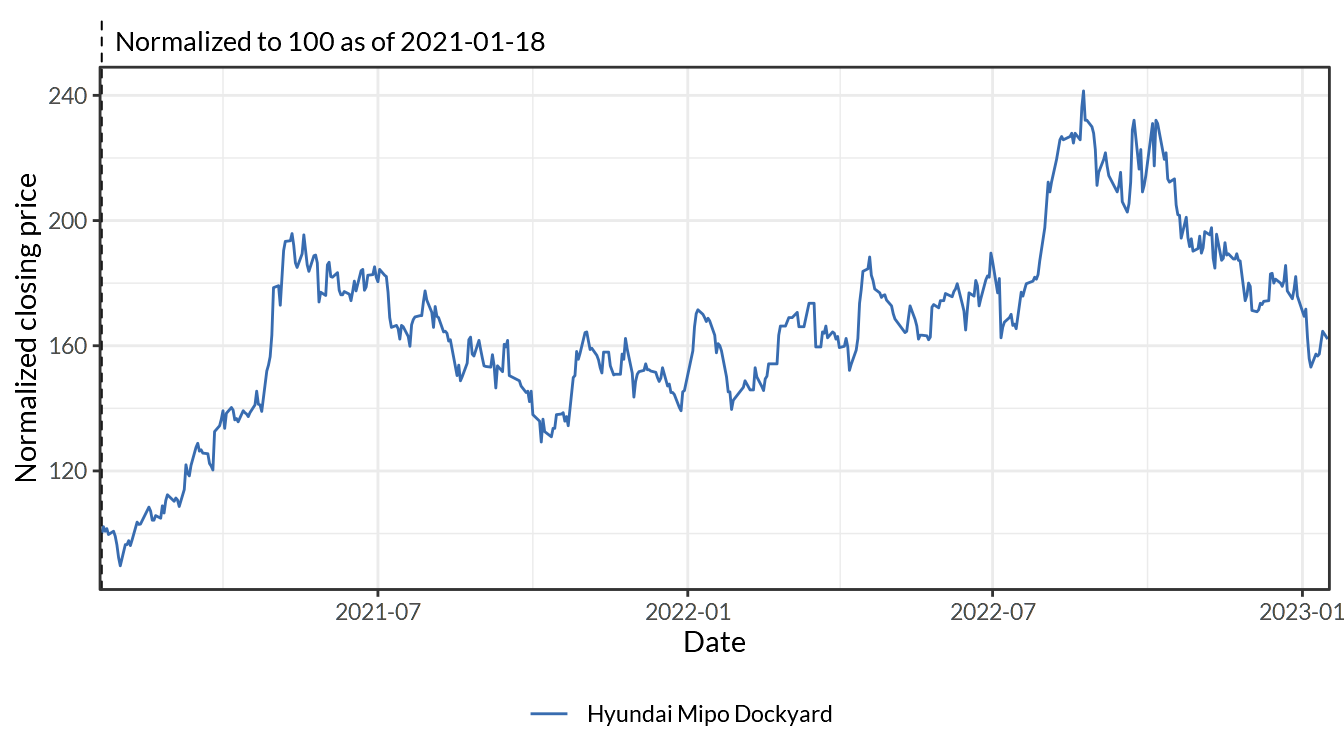 Normalized to 100 as of 2021-01-18
Normalized closing price
240
200
160
120
2021-07
2022-01
2022-07
2023-01
Date
Hyundai Mipo Dockyard